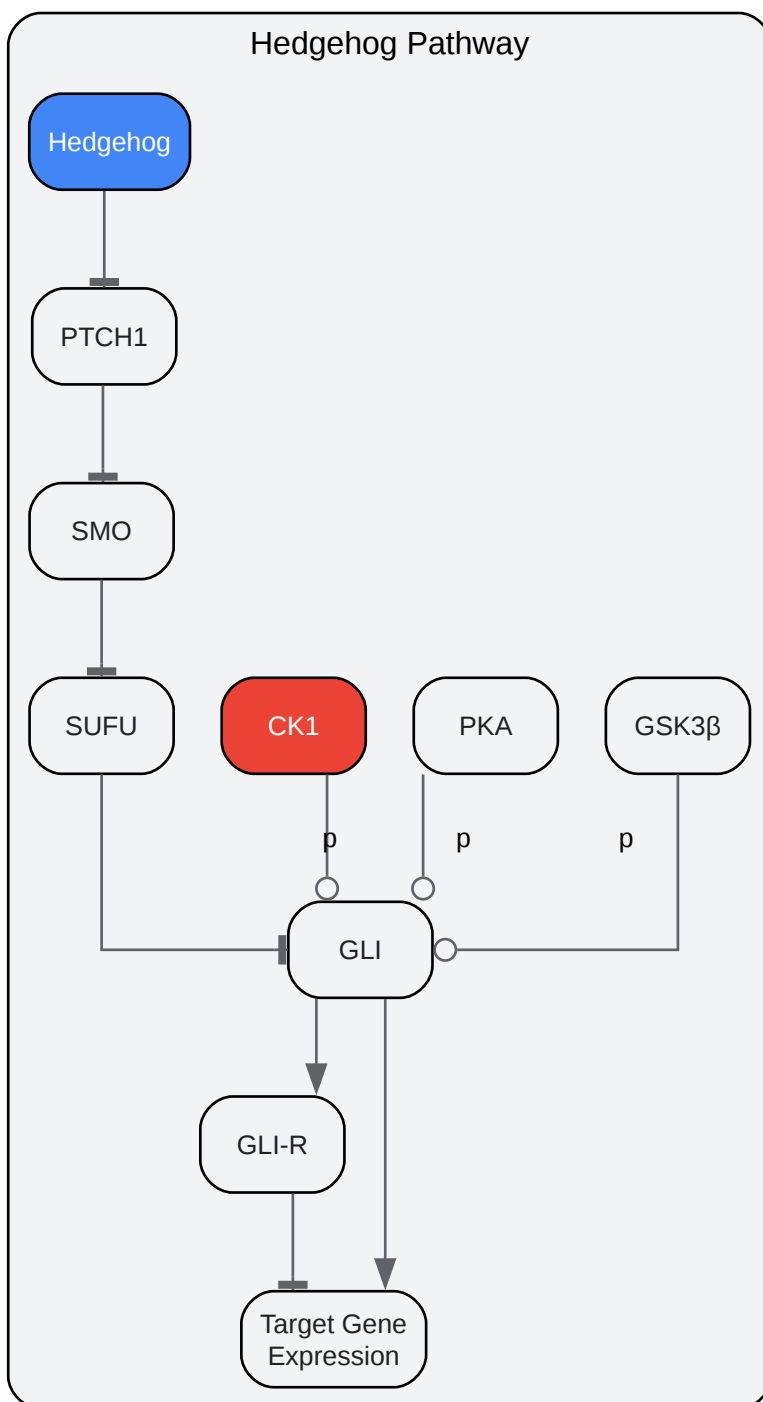 Hedgehog Pathway
Hedgehog
PTCH1
SMO
SUFU
CK1
PKA
GSK3β
p
p
p
GLI
GLI-R
Target Gene
Expression